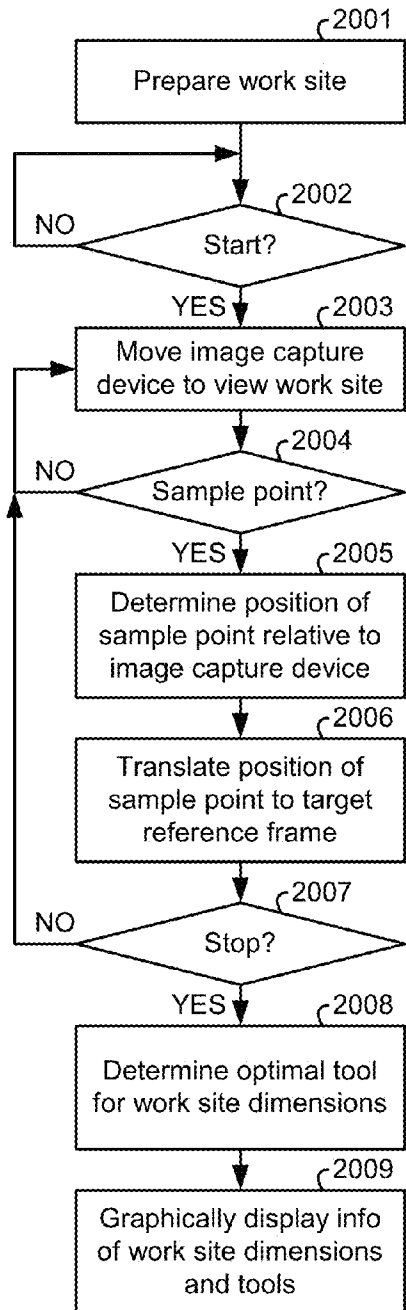 2001
Prepare work site
2002
NO
Start?
YES
2003
Move image capture
device to view work site
2004
NO
Sample point?
YES
2005
Determine position of
sample point relative to
image capture device
2006
Translate position of
sample point to target
reference frame
2007
NO
Stop?
YES
2008
Determine optimal tool
for work site dimensions
2009
Graphically display info
of work site dimensions
and tools